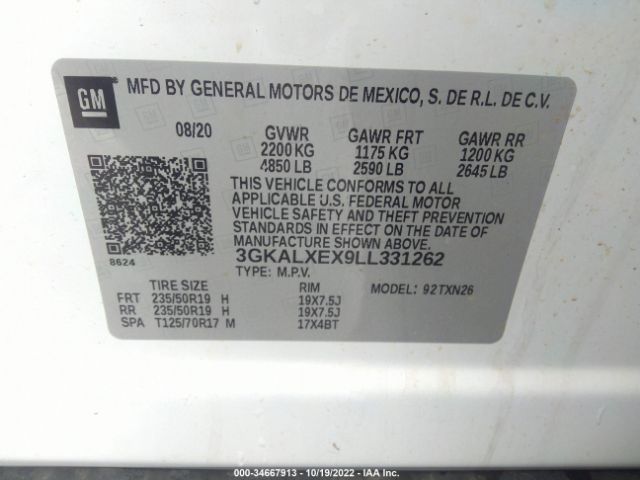 GM
MFD BY GENERAL MOTORS DE MEXICO, S. DE R.L. DE C.V.
08/20 GVWR GAWR FRT GAWR RR
2200 KG 1175 KG 1200 KG
4850 LB 2590 LB 2645 LB
THIS VEHICLE CONFORMS TO ALL
APPLICABLE U.S. FEDERAL MOTOR
VEHICLE SAFETY AND THEFT PREVENTION
STANDARDS IN EFFECT ON THE DATE OF
MANUFACTURE SHOWN ABOVE.
8624 3GKALXEX9LL331262
TYPE: M.P.V.
TIRE SIZE RIM MODEL: 92TXN26
FRT 235/50R19 H 19X7.5J
RR 235/50R19 H 19X7.5J
SPA T125/70R17 M 17X4BT
000-34667913 - 10/19/2022 - IAA Inc.